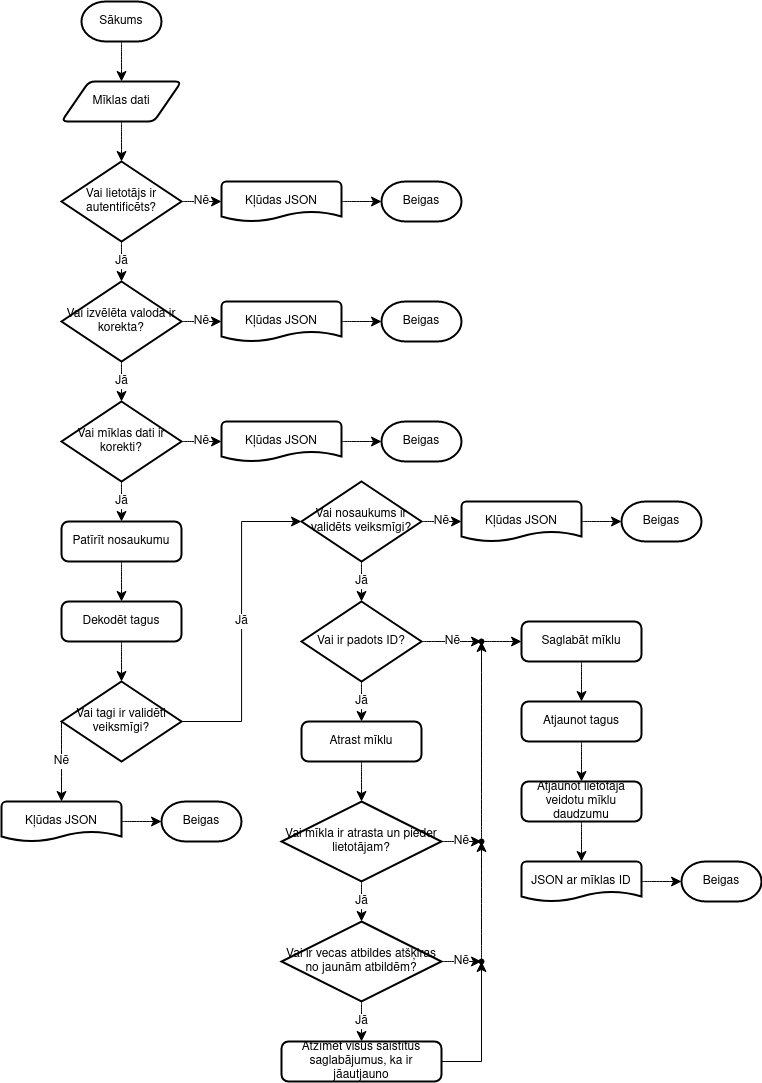 Sākums
Mīklas dati
Vai lietotājs ir
autentificēts?
Nē
Kļūdas JSON
Beigas
Jā
Vai izvēlēta valoda ir
korekta?
Nē
Kļūdas JSON
Beigas
Jā
Vai mīklas dati ir
korekti?
Nē
Kļūdas JSON
Beigas
Jā
Patīrīt nosaukumu
Dekodēt tagus
Vai tagi ir validēti
veiksmīgi?
Nē
Kļūdas JSON
Beigas
Jā
Vai nosaukums ir
validēts veiksmīgi?
Nē
Kļūdas JSON
Beigas
Jā
Vai ir padots ID?
Nē
Jā
Atrast mīklu
Vai mīkla ir atrasta un pieder
lietotājam?
Nē
Jā
Vai ir vecas atbildes atšķiras
no jaunām atbildēm?
Nē
Jā
Atzīmēt visus saistītus
saglabājumus, ka ir
jāautjauno
Saglabāt mīklu
Atjaunot tagus
Atjaunot lietotāja
veidotu mīklu
daudzumu
JSON ar mīklas ID
Beigas